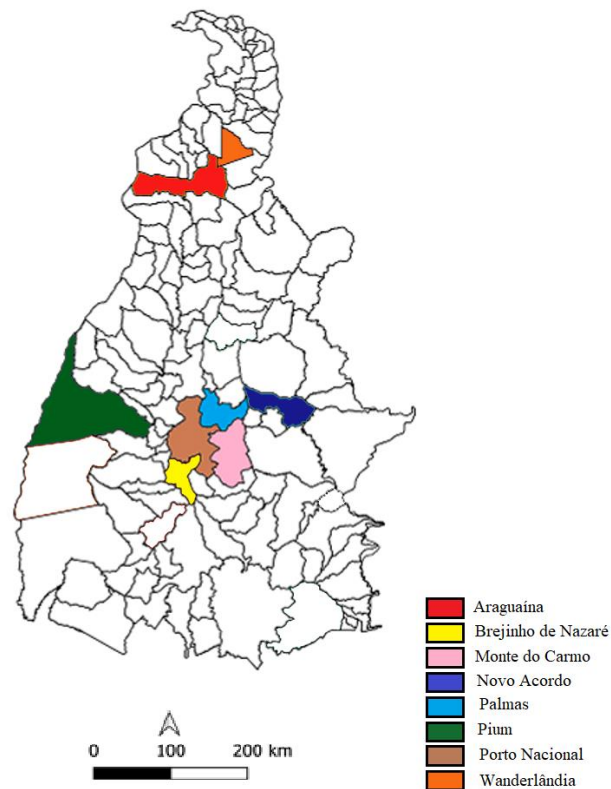 Araguaína
Brejinho de Nazaré
Monte do Carmo
Novo Acordo
Palmas
Pium
Porto Nacional
Wanderlândia
0 100 200 km